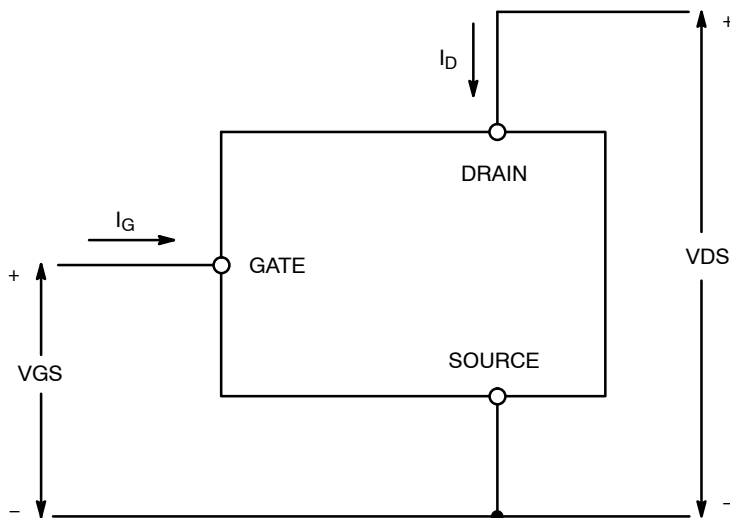 +
I_D
DRAIN
I_G
GATE
+
VDS
SOURCE
VGS
−
−